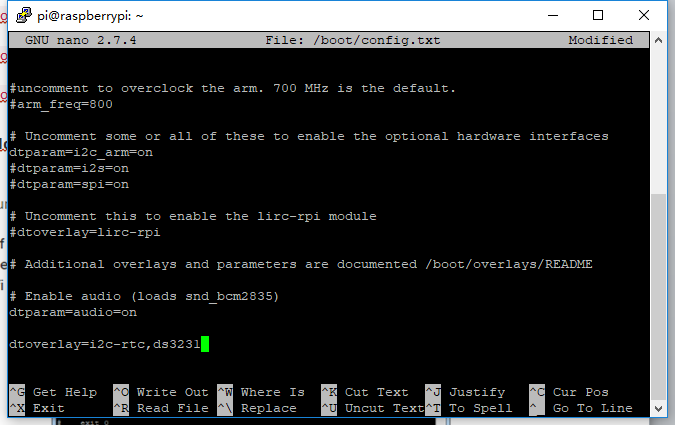 pi@raspberrypi: ~
GNU nano 2.7.4 File: /boot/config.txt Modified
#uncomment to overclock the arm. 700 MHz is the default.
#arm_freq=800
# Uncomment some or all of these to enable the optional hardware interfaces
dtparam=i2c_arm=on
#dtparam=i2s=on
#dtparam=spi=on
# Uncomment this to enable the lirc-rpi module
#dtoverlay=lirc-rpi
# Additional overlays and parameters are documented /boot/overlays/README
# Enable audio (loads snd_bcm2835)
dtparam=audio=on
dtoverlay=i2c-rtc,ds3231
^G Get Help ^O Write Out ^W Where Is ^K Cut Text ^J Justify ^C Cur Pos
^X Exit ^R Read File ^\ Replace ^U Uncut Text ^T To Spell ^_ Go To Line